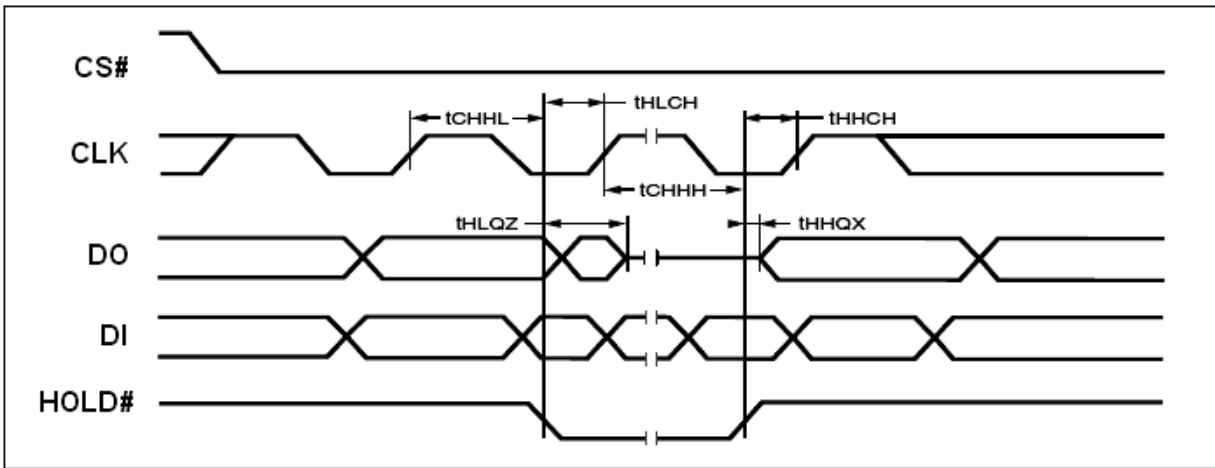 CS#
tHLCH
tCHHL
tHHCH
CLK
tCHHH
tHLQZ
tHHQX
DO
DI
HOLD#